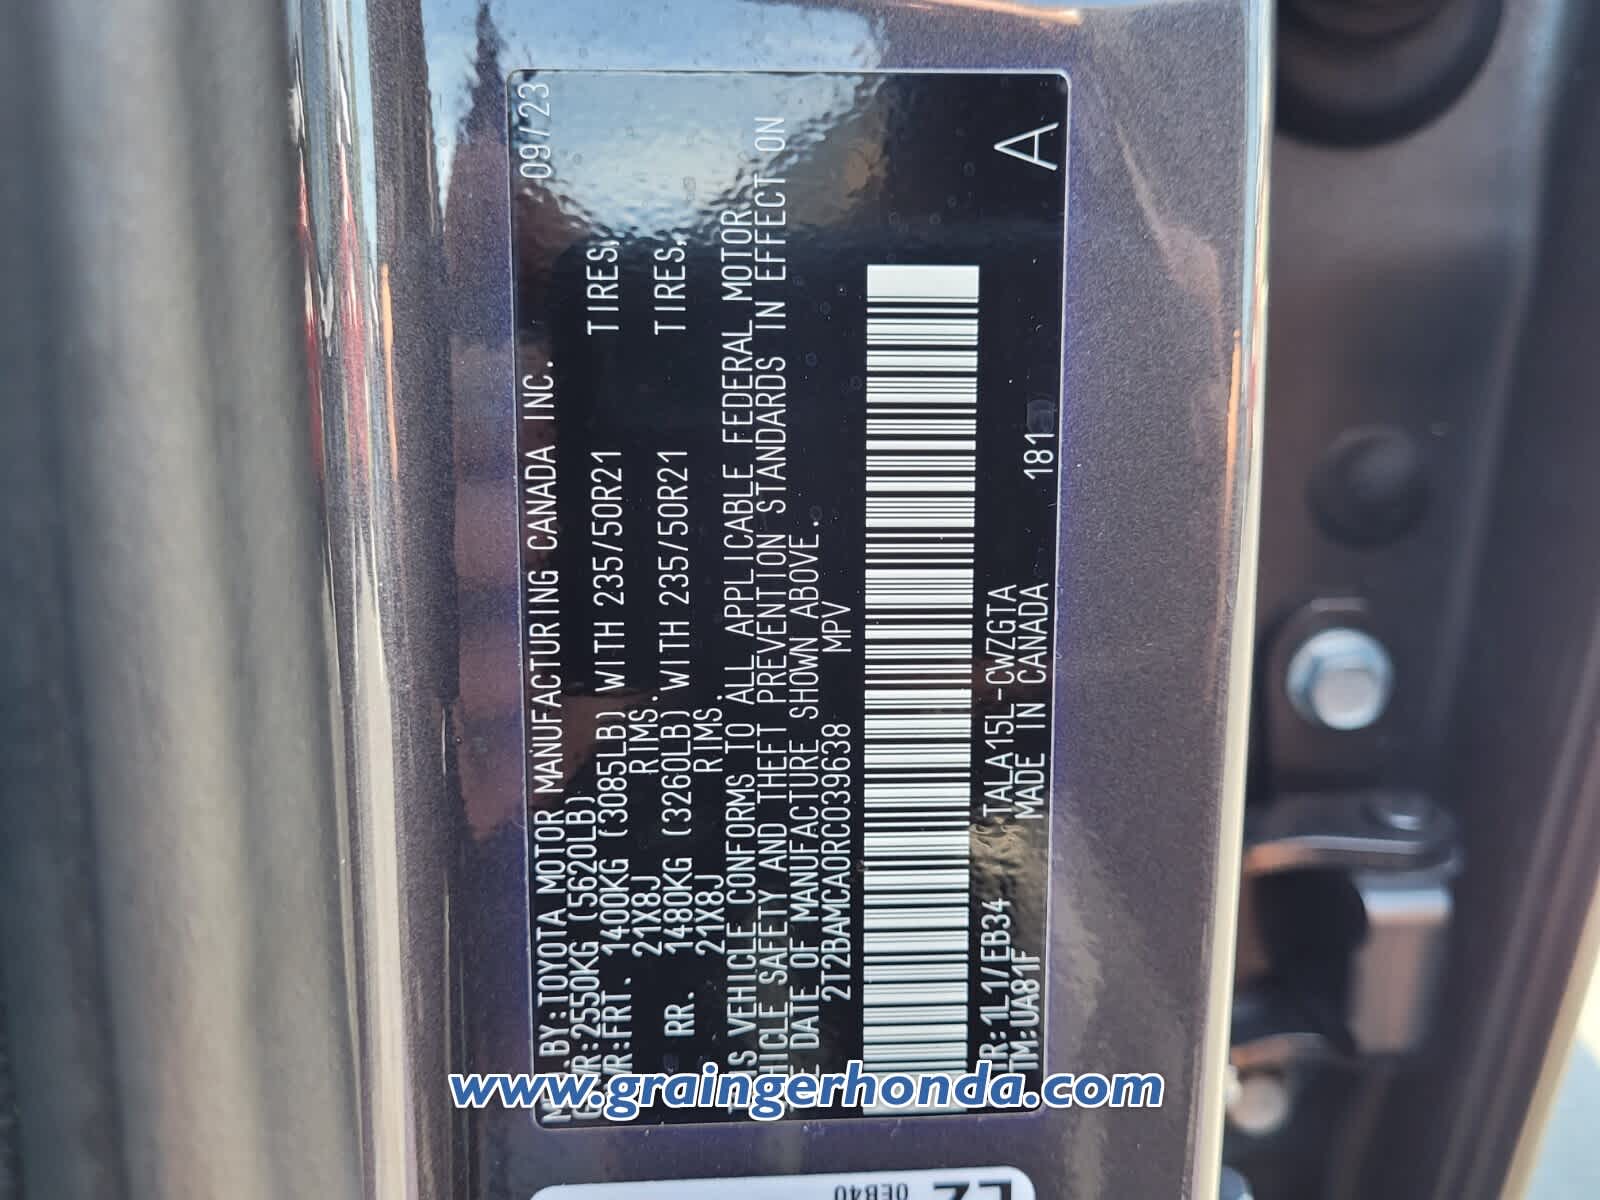 MFD.BY:TOYOTA MOTOR MANUFACTURING CANADA INC. 09/23
GVWR:2550KG (5620LB)
GAWR:FRT. 1400KG (3085LB) WITH 235/50R21 TIRES,
21X8J RIMS.
RR. 1480KG (3260LB) WITH 235/50R21 TIRES,
21X8J RIMS.
THIS VEHICLE CONFORMS TO ALL APPLICABLE FEDERAL MOTOR
VEHICLE SAFETY AND THEFT PREVENTION STANDARDS IN EFFECT ON
THE DATE OF MANUFACTURE SHOWN ABOVE.
2T2BAMCA0RC039638 MPV
TR:1L1/EB34 TALA15L-CWZGTA 181 A
TM:UA81F MADE IN CANADA
www.graingerhonda.com
0EB40